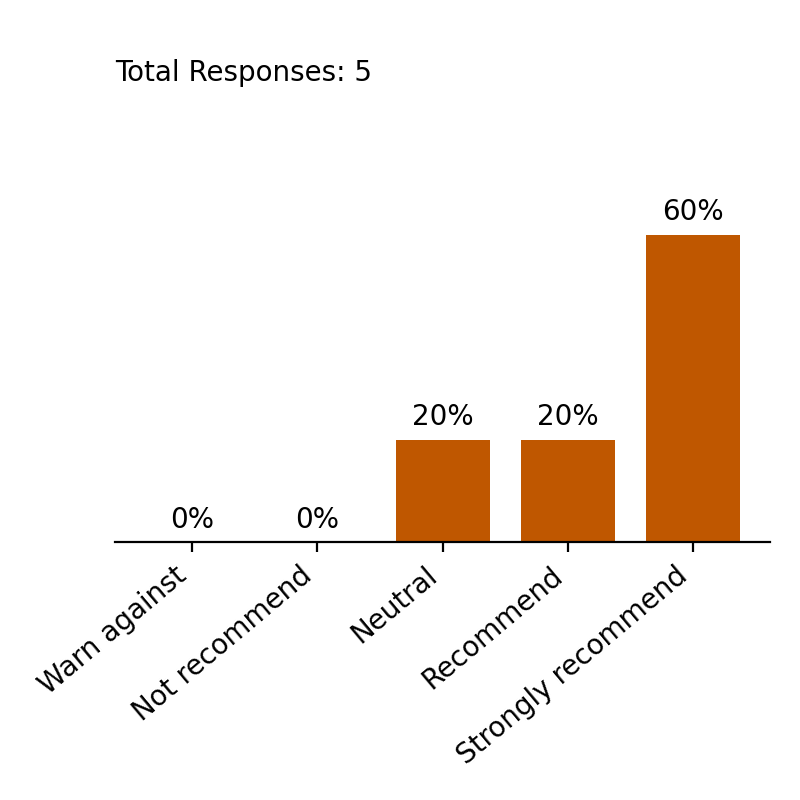 Total Responses: 5
60%
20%
20%
0%
0%
Warn against
Not recommend
Neutral
Recommend
Strongly recommend